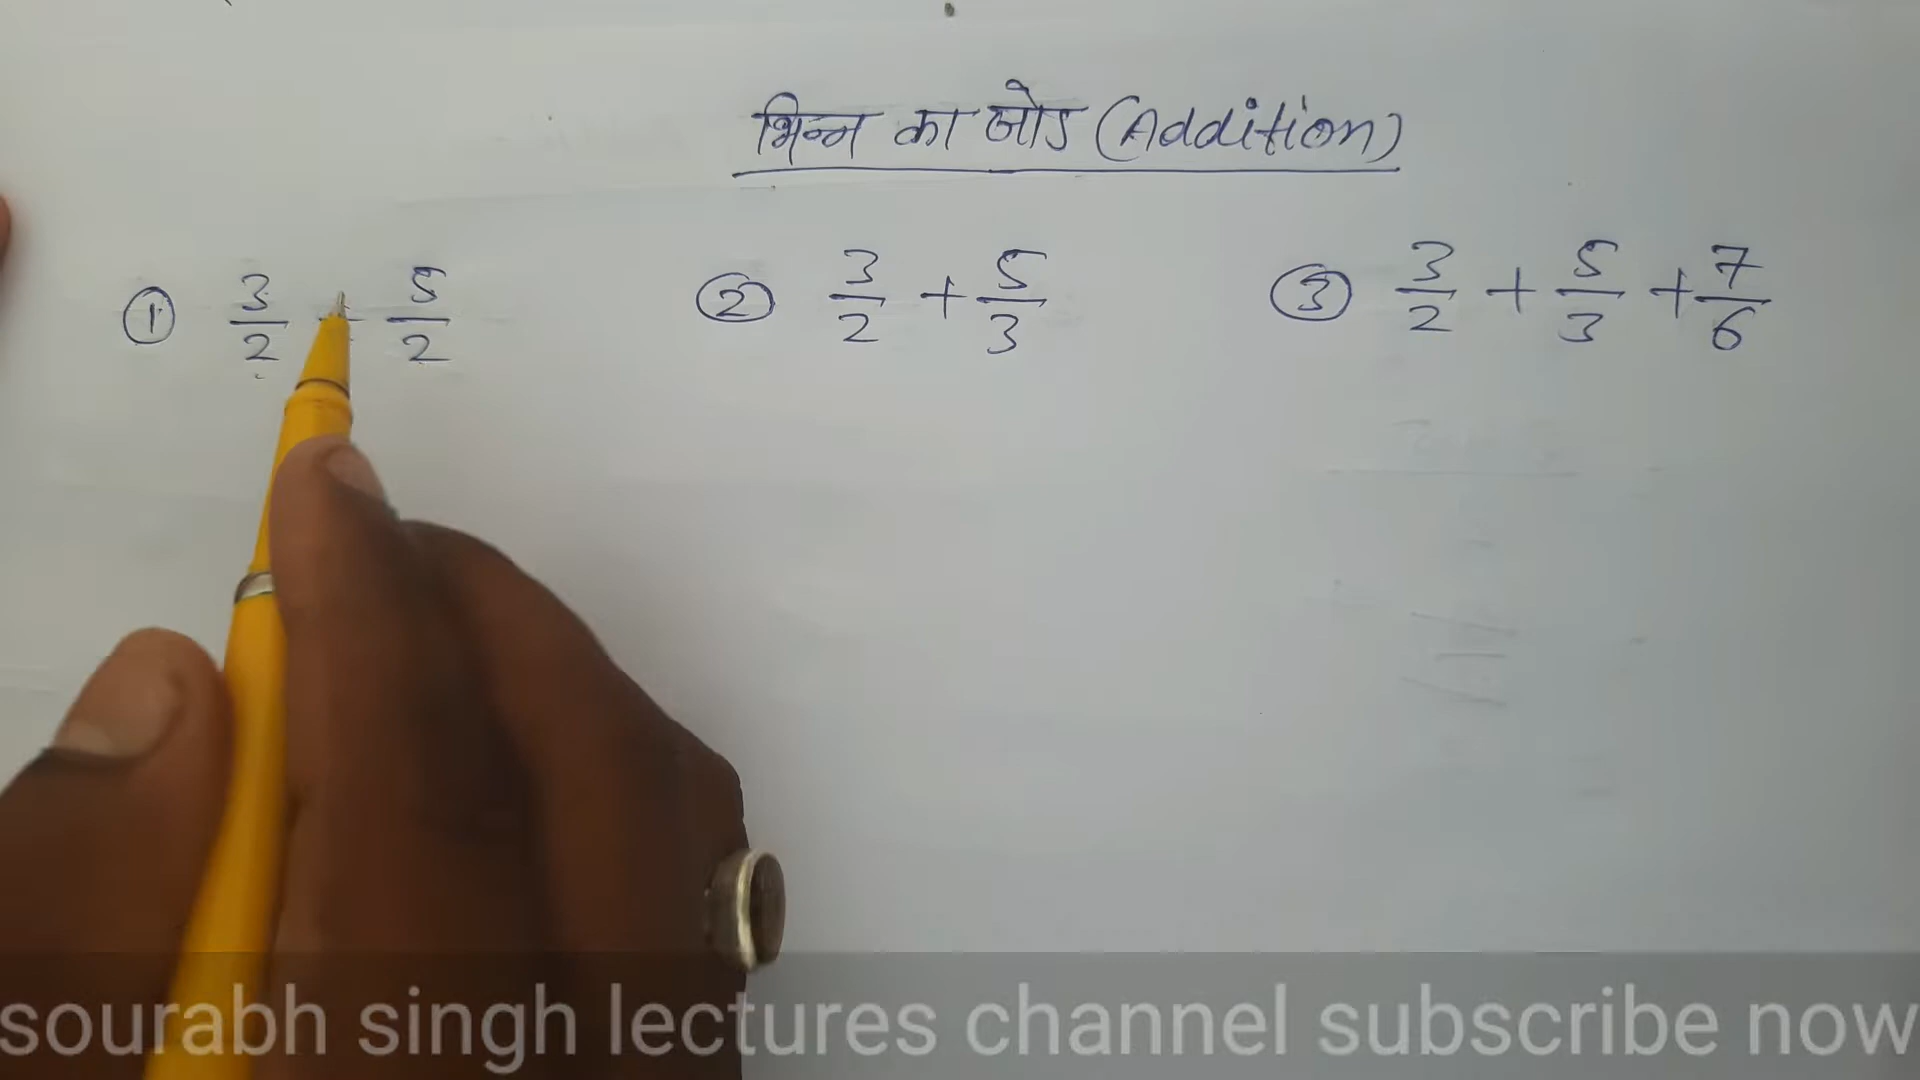 भिन्न का जोड (Addition)
① 3/2 + 5/2 ② 3/2 + 5/3 ③ 3/2 + 5/3 + 7/6
sourabh singh lectures channel subscribe now